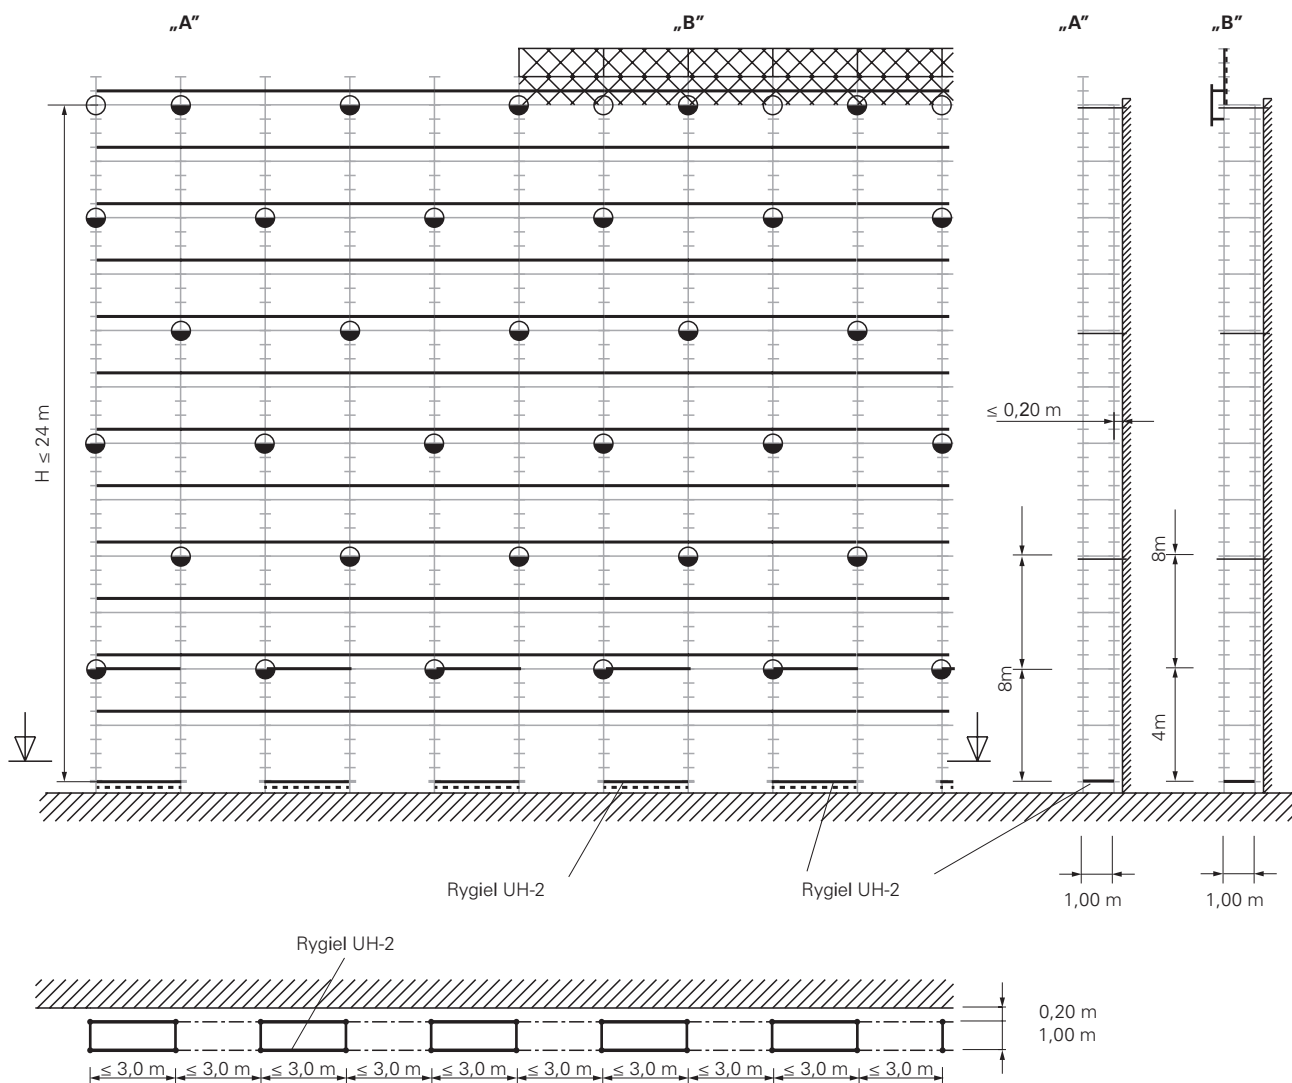 „A” „B” „A” „B”
H ≤ 24 m
≤ 0,20 m
8m
8m
8m
4m
Rygiel UH-2 Rygiel UH-2
1,00 m 1,00 m
Rygiel UH-2
0,20 m
1,00 m
≤ 3,0 m ≤ 3,0 m ≤ 3,0 m ≤ 3,0 m ≤ 3,0 m ≤ 3,0 m ≤ 3,0 m ≤ 3,0 m ≤ 3,0 m ≤ 3,0 m